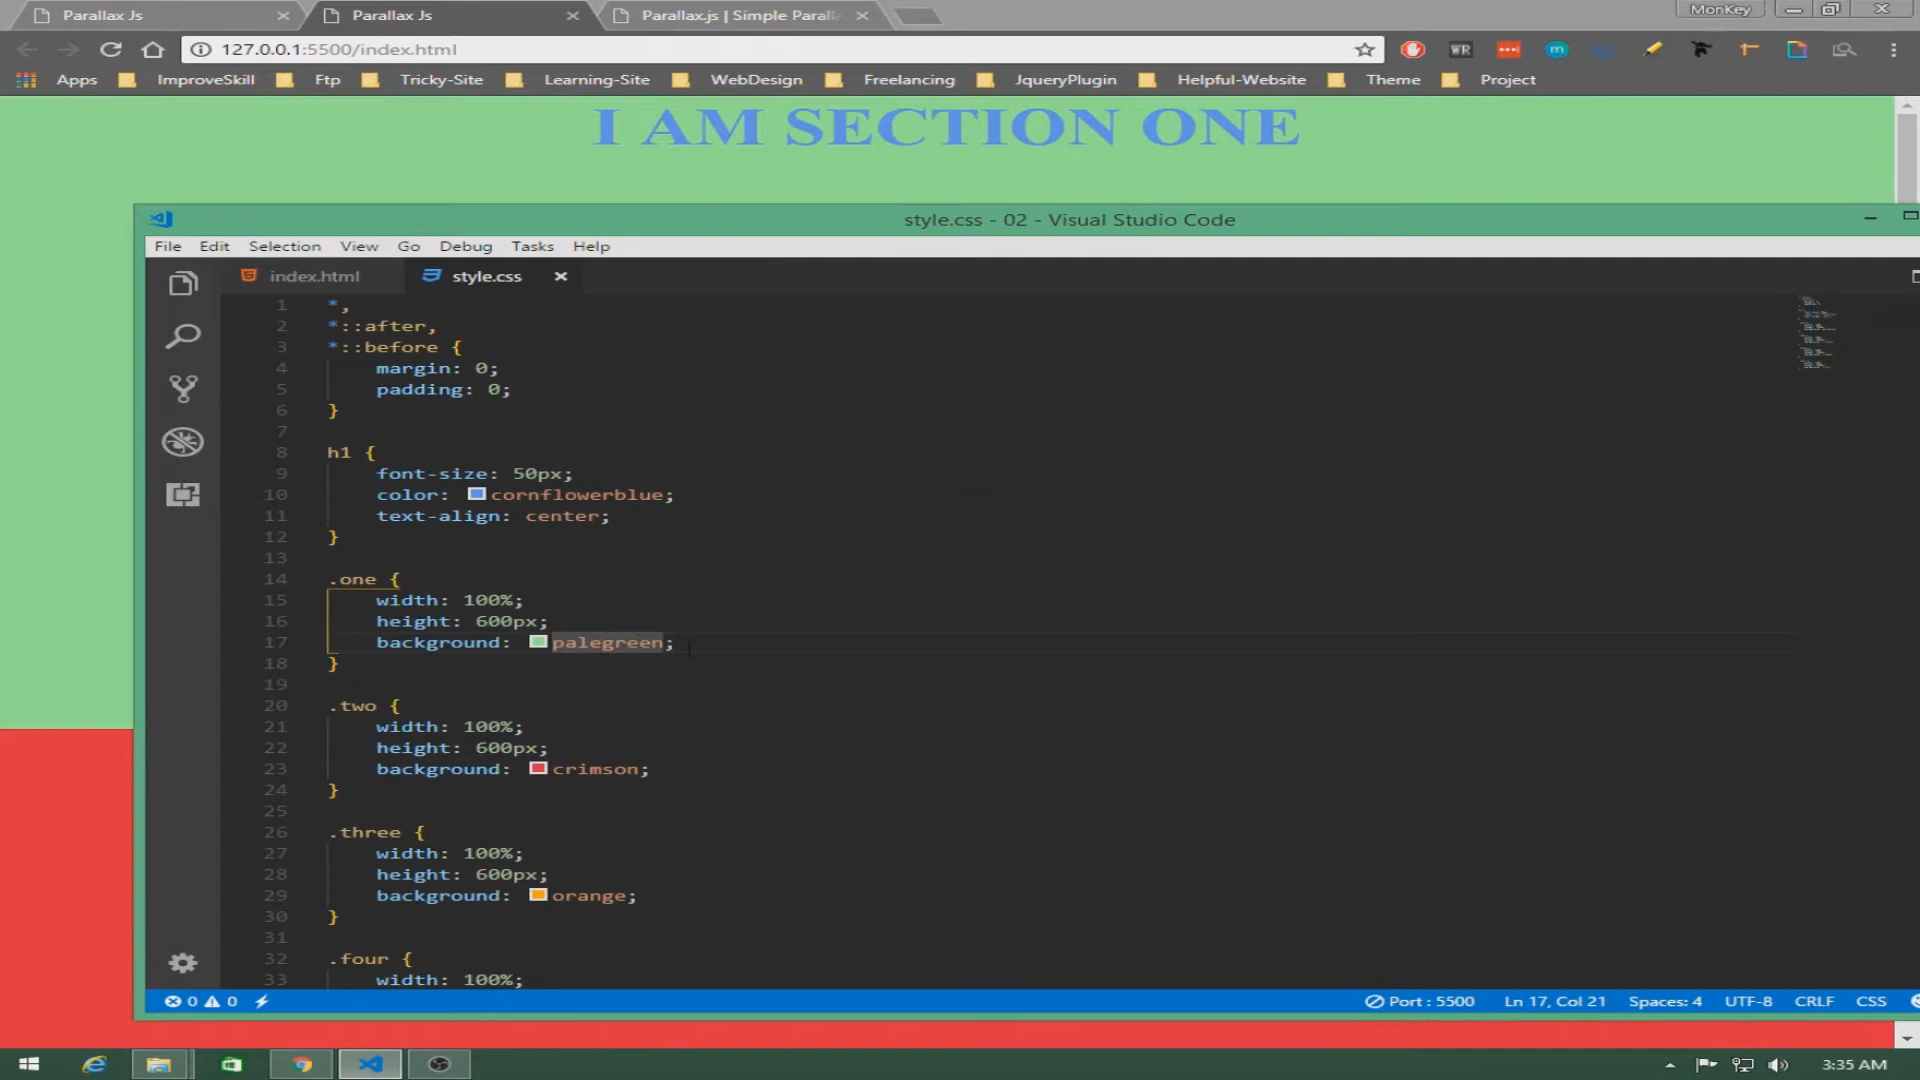 Parallax Js
Parallax Js
Parallax.js | Simple Paralla
MonKey
127.0.0.1:5500/index.html
WR
m
Apps ImproveSkill Ftp Tricky-Site Learning-Site WebDesign Freelancing JqueryPlugin Helpful-Website Theme Project
I AM SECTION ONE
style.css - 02 - Visual Studio Code
File Edit Selection View Go Debug Tasks Help
index.html style.css
1 *,
2 *::after,
3 *::before {
4 margin: 0;
5 padding: 0;
6 }
7
8 h1 {
9 font-size: 50px;
10 color: cornflowerblue;
11 text-align: center;
12 }
13
14 .one {
15 width: 100%;
16 height: 600px;
17 background: palegreen;
18 }
19
20 .two {
21 width: 100%;
22 height: 600px;
23 background: crimson;
24 }
25
26 .three {
27 width: 100%;
28 height: 600px;
29 background: orange;
30 }
31
32 .four {
33 width: 100%;
0 0 Port : 5500 Ln 17, Col 21 Spaces: 4 UTF-8 CRLF CSS
3:35 AM